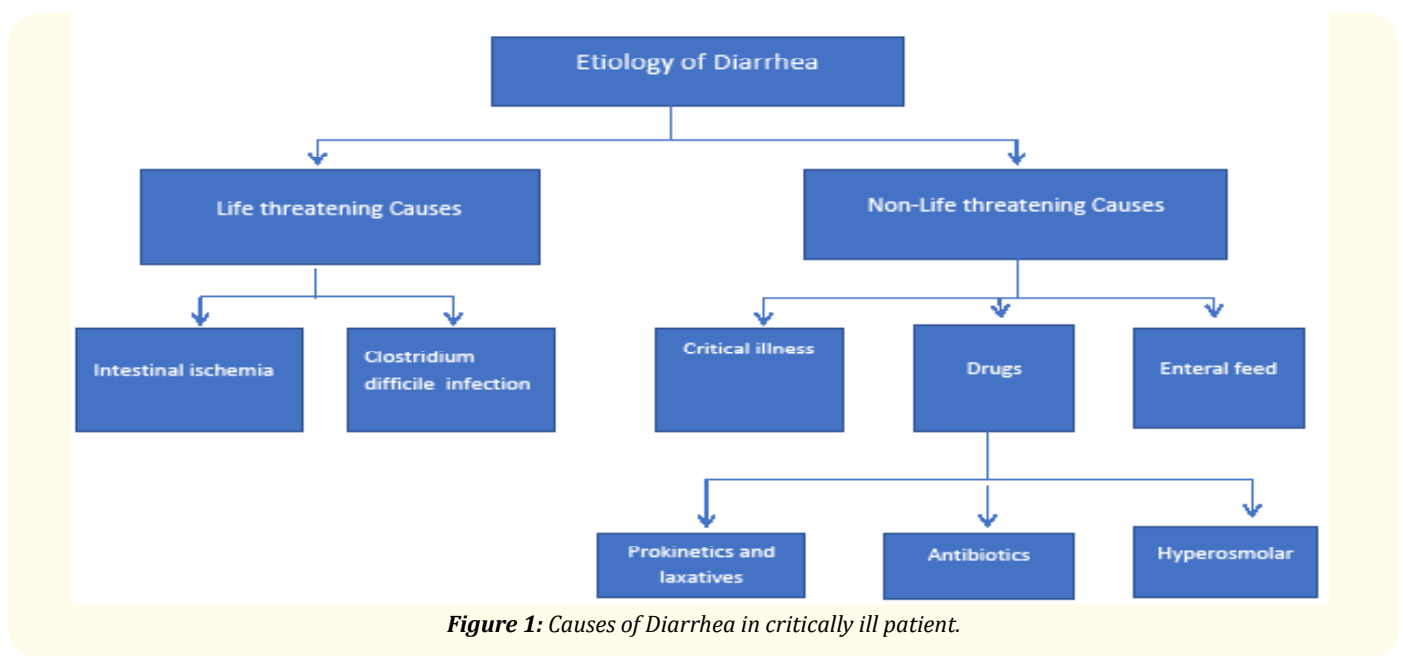 Etiology of Diarrhea
Life threatening Causes
Non-Life threatening Causes
Intestinal ischemia
Clostridium
difficile infection
Critical illness
Drugs
Enteral feed
Prokinetics and
laxatives
Antibiotics
Hyperosmolar
Figure 1: Causes of Diarrhea in critically ill patient.